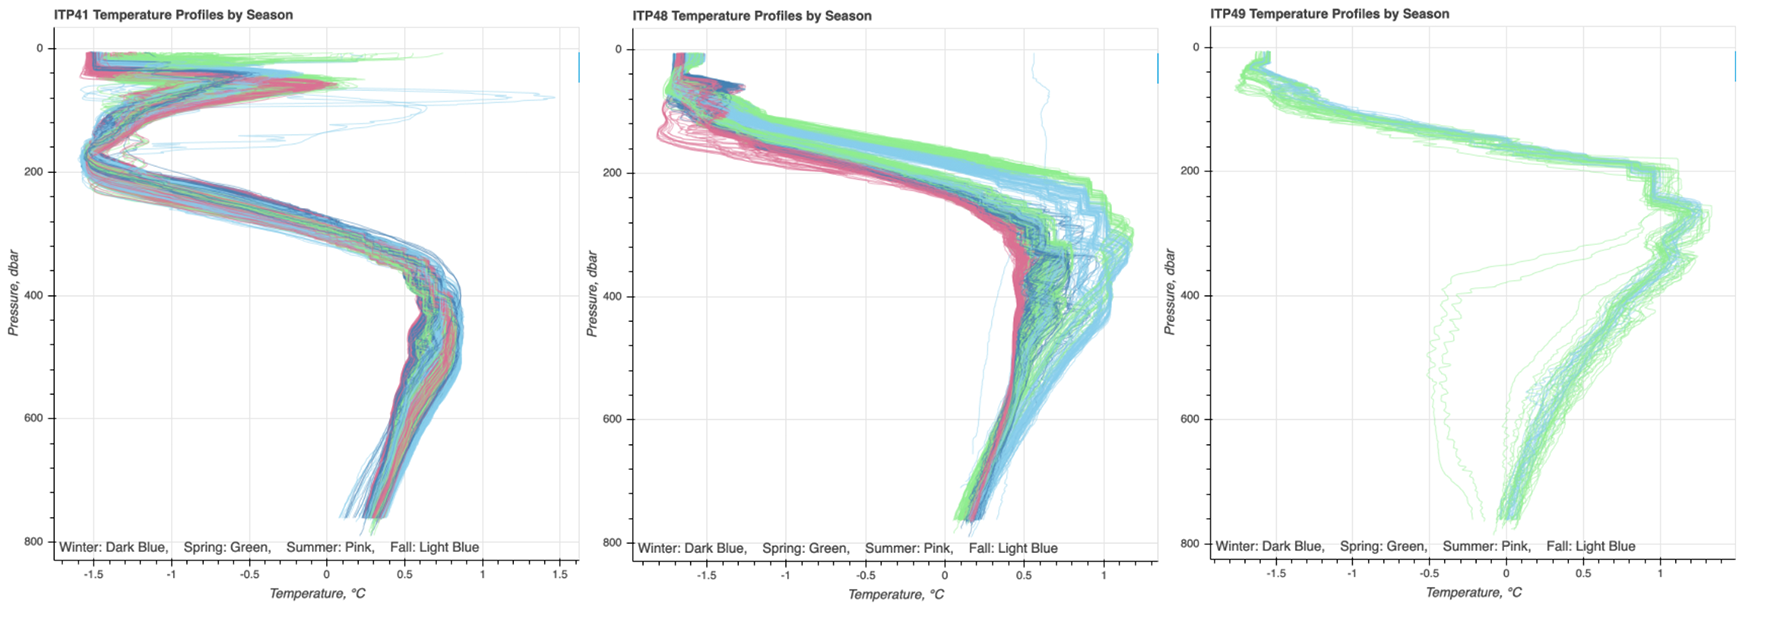 ITP41 Temperature Profiles by Season
0
200
400
600
800
Pressure, dbar
Winter: Dark Blue, Spring: Green, Summer: Pink, Fall: Light Blue
-1.5 -1 -0.5 0 0.5 1 1.5
Temperature, °C
ITP48 Temperature Profiles by Season
0
200
400
600
800
Pressure, dbar
Winter: Dark Blue, Spring: Green, Summer: Pink, Fall: Light Blue
-1.5 -1 -0.5 0 0.5 1
Temperature, °C
ITP49 Temperature Profiles by Season
0
200
400
600
800
Pressure, dbar
Winter: Dark Blue, Spring: Green, Summer: Pink, Fall: Light Blue
-1.5 -1 -0.5 0 0.5 1
Temperature, °C